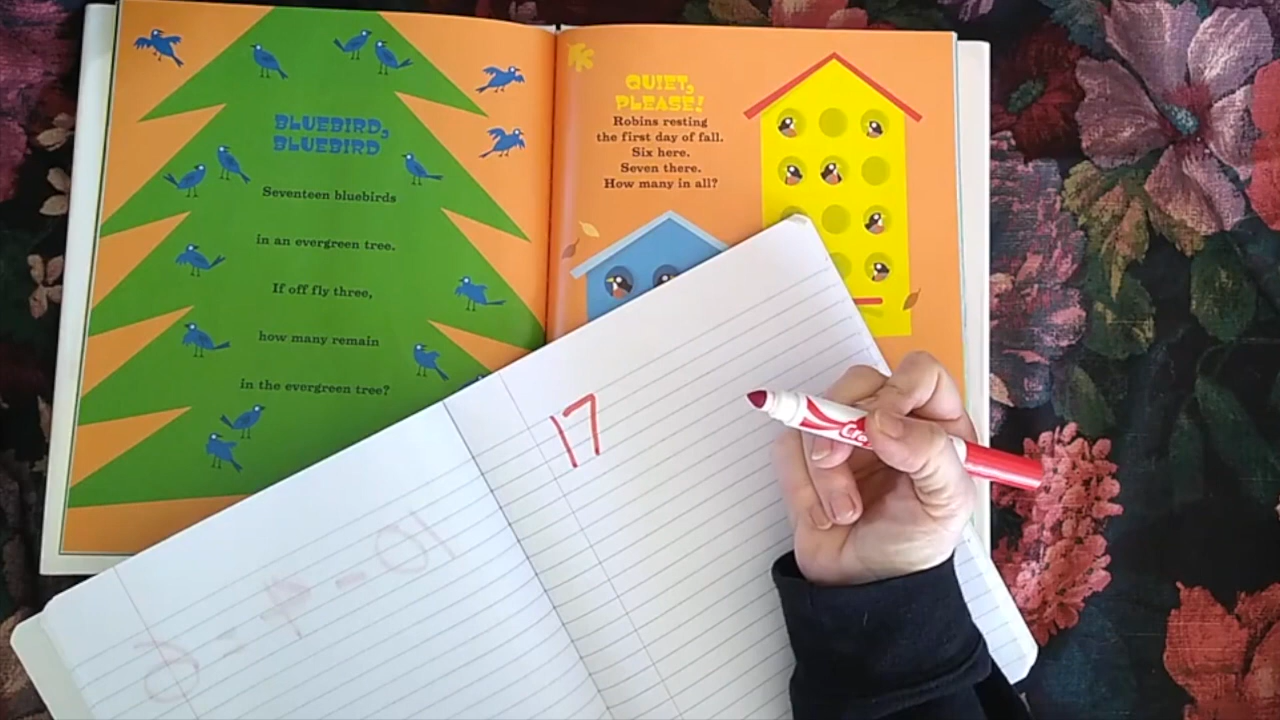 BLUEBIRD,
BLUEBIRD
Seventeen bluebirds
in an evergreen tree.
If off fly three,
how many remain
in the evergreen tree?
QUIET,
PLEASE!
Robins resting
the first day of fall.
Six here.
Seven there.
How many in all?
17
Cra